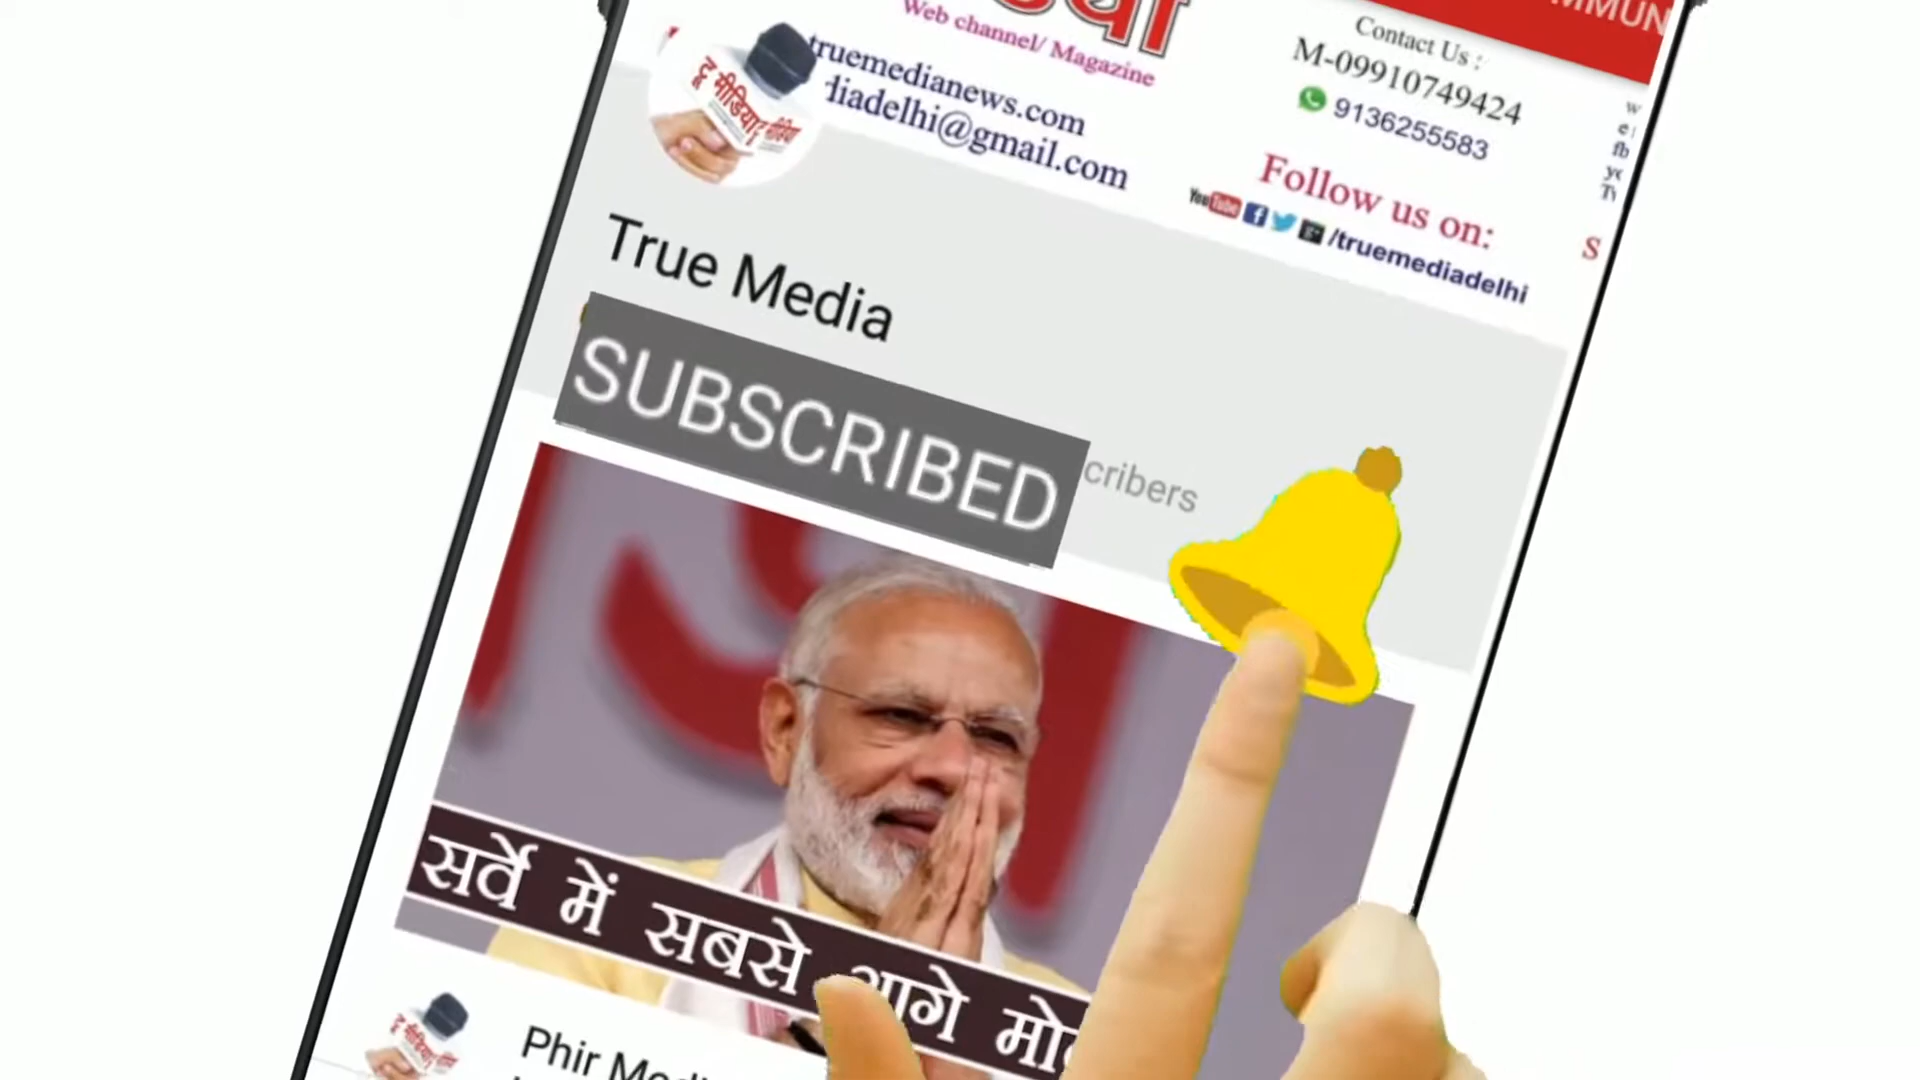 Web channel/ Magazine
truemedianews.com
diadelhi@gmail.com
Contact Us :
M-09910749424
9136255583
Follow us on:
YouTube
/truemediadelhi
ट्रू मीडिया
True Media
SUBSCRIBED
cribers
सर्वे में सबसे आगे
Phir